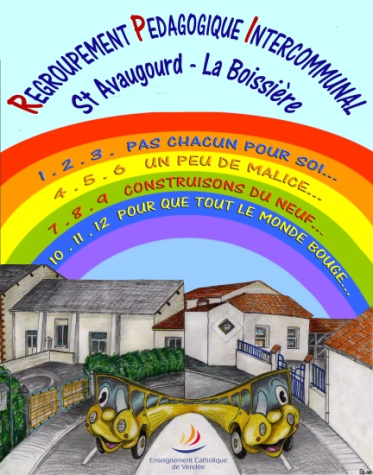 REGROUPEMENT PEDAGOGIQUE INTERCOMMUNAL
St Avaugourd - La Boissière
1 . 2 . 3 . PAS CHACUN POUR SOI...
4 . 5 . 6 UN PEU DE MALICE...
7 . 8 . 9 CONSTRUISONS DU NEUF...
10 . 11 . 12 POUR QUE TOUT LE MONDE BOUGE...
Enseignement Catholique
de Vendée